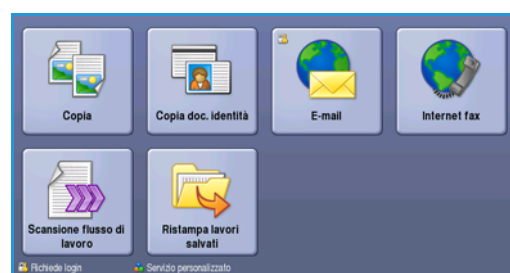 Copia
Copia doc. identità
E-mail
Internet fax
Scansione flusso di
lavoro
Ristampa lavori
salvati
Richiede login
Servizio personalizzato